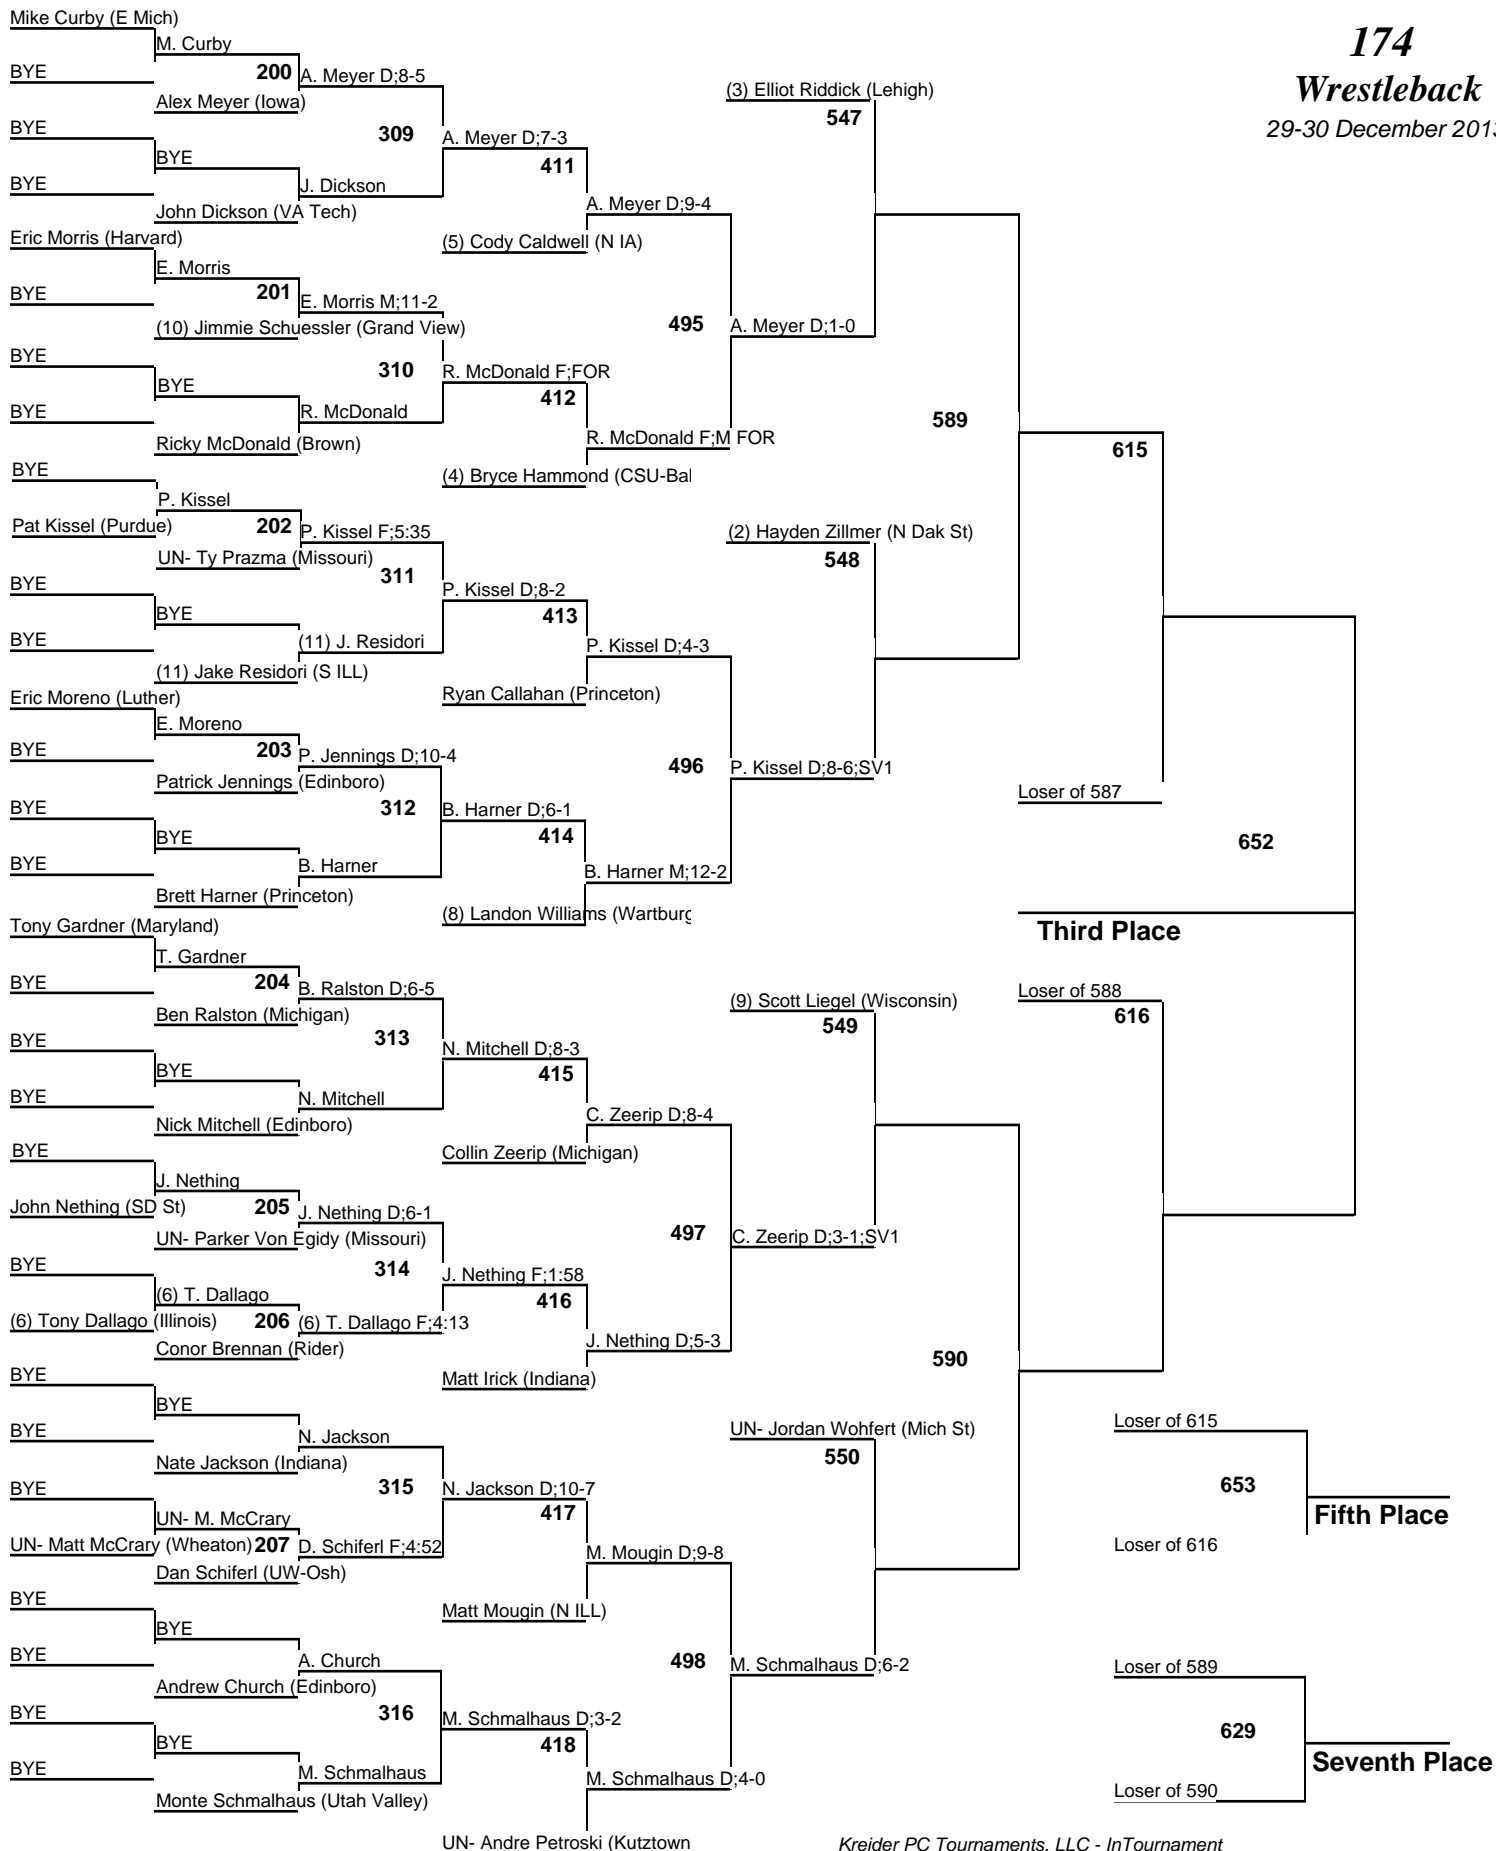 174
Wrestleback
29-30 December 2013
Mike Curby (E Mich)
M. Curby
BYE
200
A. Meyer D;8-5
Alex Meyer (Iowa)
309
BYE
A. Meyer D;7-3
BYE
411
BYE
J. Dickson
John Dickson (VA Tech)
A. Meyer D;9-4
(5) Cody Caldwell (N IA)
Eric Morris (Harvard)
E. Morris
BYE
201
E. Morris M;11-2
(10) Jimmie Schuessler (Grand View)
495
A. Meyer D;1-0
BYE
310
R. McDonald F;FOR
BYE
412
BYE
R. McDonald
Ricky McDonald (Brown)
R. McDonald F;M FOR
(4) Bryce Hammond (CSU-Bal
(3) Elliot Riddick (Lehigh)
547
589
615
BYE
P. Kissel
Pat Kissel (Purdue)
202
P. Kissel F;5:35
UN- Ty Prazma (Missouri)
311
BYE
P. Kissel D;8-2
BYE
413
BYE
(11) J. Residori
(11) Jake Residori (S ILL)
P. Kissel D;4-3
Ryan Callahan (Princeton)
(2) Hayden Zillmer (N Dak St)
548
Eric Moreno (Luther)
E. Moreno
BYE
203
P. Jennings D;10-4
Patrick Jennings (Edinboro)
496
P. Kissel D;8-6;SV1
312
BYE
B. Harner D;6-1
BYE
414
BYE
B. Harner
Brett Harner (Princeton)
B. Harner M;12-2
(8) Landon Williams (Wartburg
Loser of 587
652
Third Place
Tony Gardner (Maryland)
T. Gardner
BYE
204
B. Ralston D;6-5
Ben Ralston (Michigan)
313
BYE
N. Mitchell D;8-3
BYE
415
BYE
N. Mitchell
Nick Mitchell (Edinboro)
C. Zeerip D;8-4
Collin Zeerip (Michigan)
(9) Scott Liegel (Wisconsin)
549
Loser of 588
616
BYE
J. Nething
John Nething (SD St)
205
J. Nething D;6-1
UN- Parker Von Egidy (Missouri)
497
C. Zeerip D;3-1;SV1
BYE
314
J. Nething F;1:58
(6) T. Dallago
416
(6) Tony Dallago (Illinois)
206
(6) T. Dallago F;4:13
Conor Brennan (Rider)
J. Nething D;5-3
590
Matt Irick (Indiana)
BYE
BYE
BYE
N. Jackson
Nate Jackson (Indiana)
UN- Jordan Wohfert (Mich St)
550
Loser of 615
315
BYE
N. Jackson D;10-7
UN- M. McCrary
417
UN- Matt McCrary (Wheaton)
207
D. Schiferl F;4:52
Dan Schiferl (UW-Osh)
M. Mougin D;9-8
653
Fifth Place
Loser of 616
BYE
Matt Mougin (N ILL)
BYE
BYE
A. Church
Andrew Church (Edinboro)
498
M. Schmalhaus D;6-2
Loser of 589
BYE
316
M. Schmalhaus D;3-2
BYE
418
BYE
M. Schmalhaus
Monte Schmalhaus (Utah Valley)
M. Schmalhaus D;4-0
629
Seventh Place
Loser of 590
UN- Andre Petroski (Kutztown
Kreider PC Tournaments, LLC - InTournament